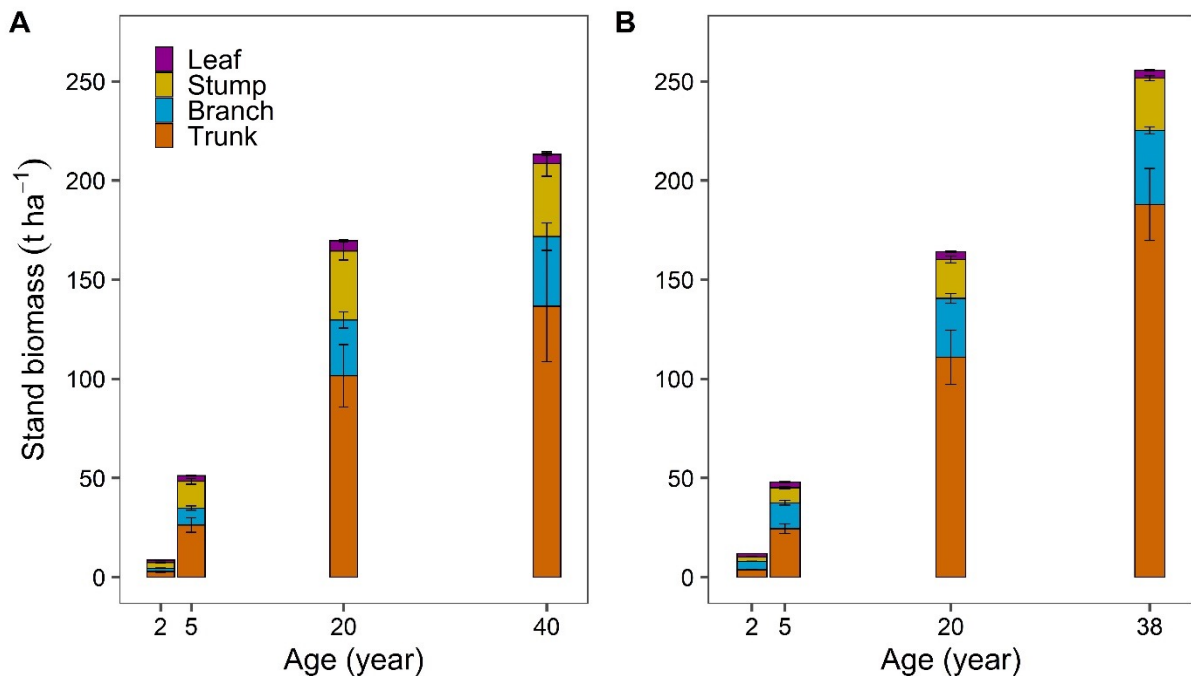 A
Leaf
Stump
Branch
Trunk
Stand biomass (t ha⁻¹)
250
200
150
100
50
0
2 5 20 40
Age (year)
B
250
200
150
100
50
0
2 5 20 38
Age (year)